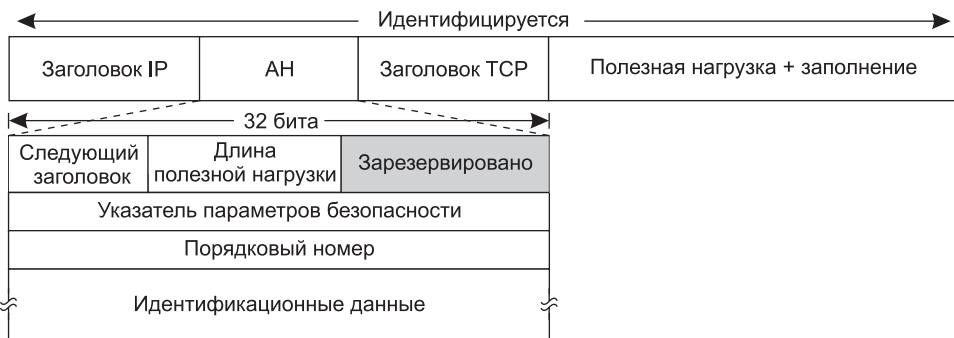 Идентифицируется
Заголовок IP
AH
Заголовок TCP
Полезная нагрузка + заполнение
32 бита
Следующий
заголовок
Длина
полезной нагрузки
Зарезервировано
Указатель параметров безопасности
Порядковый номер
Идентификационные данные